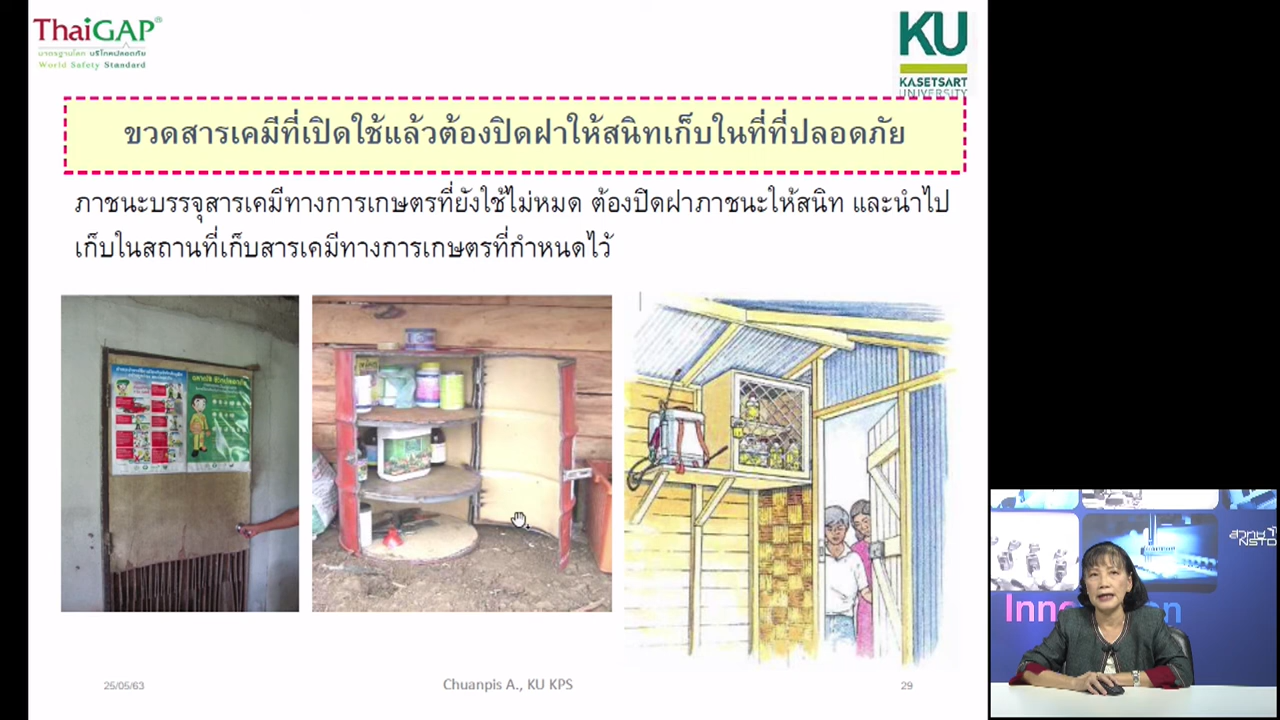 ThaiGAP®
มาตรฐานโลก บริโภคปลอดภัย
World Safety Standard
KU
KASETSART
UNIVERSITY
ขวดสารเคมีที่เปิดใช้แล้วต้องปิดฝาให้สนิทเก็บในที่ที่ปลอดภัย
ภาชนะบรรจุสารเคมีทางการเกษตรที่ยังใช้ไม่หมด ต้องปิดฝาภาชนะให้สนิท และนำไป
เก็บในสถานที่เก็บสารเคมีทางการเกษตรที่กำหนดไว้
สวทช
NSTD
25/05/63
Chuanpis A., KU KPS
29